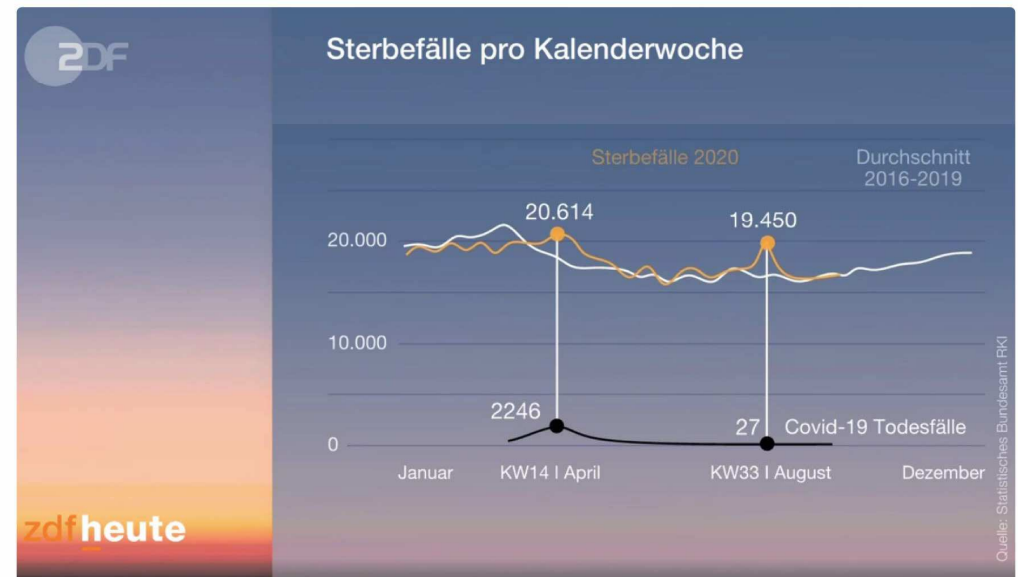 ZDF
Sterbefälle pro Kalenderwoche
Sterbefälle 2020
Durchschnitt
2016-2019
20.614
19.450
20.000
10.000
2246
27
Covid-19 Todesfälle
0
Januar
KW14 I April
KW33 I August
Dezember
Quelle: Statistisches Bundesamt RKI
zdfheute